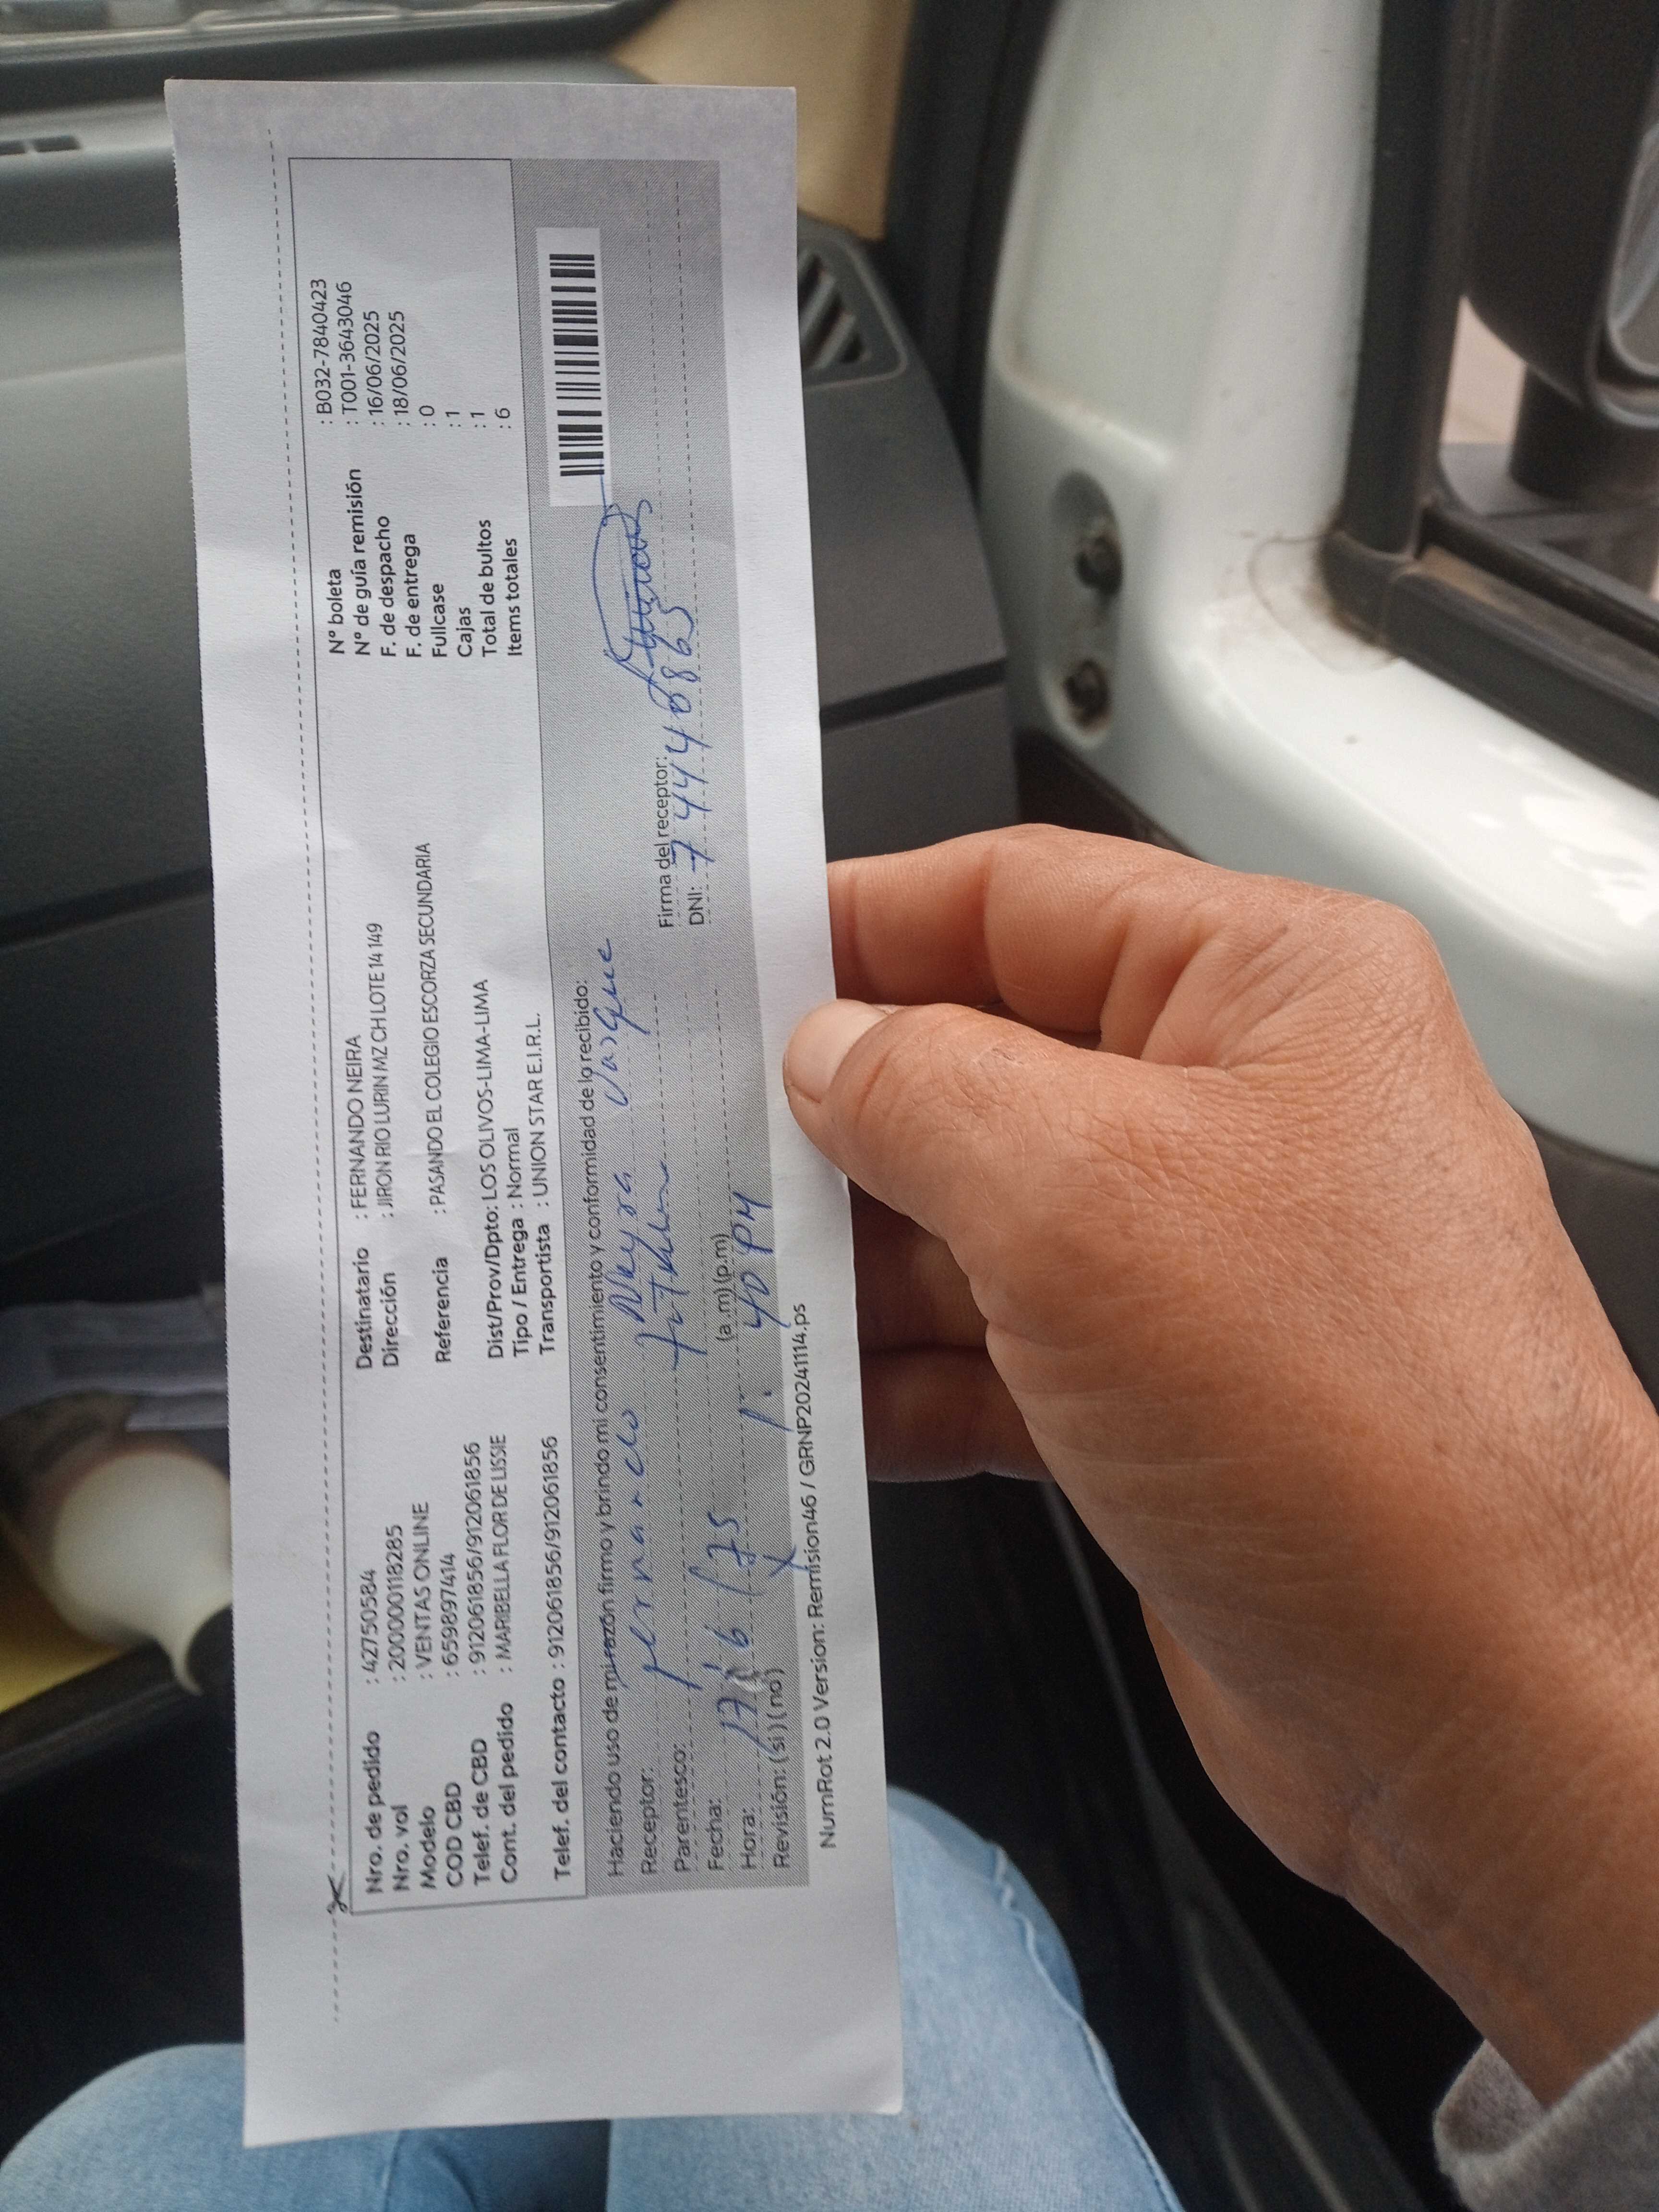 Nro. de pedido : 42750584
Nro. vol : 200000118285
Modelo : VENTAS ONLINE
COD CBD : 659897414
Telef. de CBD : 912061856/912061856
Cont. del pedido : MARIBELLA FLOR DE LISSIE
Telef. del contacto : 912061856/912061856
Destinatario : FERNANDO NEIRA
Dirección : JIRON RIO LURIN MZ CH LOTE 14 149
Referencia : PASANDO EL COLEGIO ESCORZA SECUNDARIA
Dist/Prov/Dpto: LOS OLIVOS-LIMA-LIMA
Tipo / Entrega : Normal
Transportista : UNION STAR E.I.R.L.
N° boleta : B032-7840423
N° de guía remisión : T001-3643046
F. de despacho : 16/06/2025
F. de entrega : 18/06/2025
Fullcase : 0
Cajas : 1
Total de bultos : 1
Items totales : 6
Haciendo uso de mi razón firmo y brindo mi consentimiento y conformidad de lo recibido:
Receptor: Fernando Neyra
Parentesco:
Fecha: 17/6/25
Hora: (a.m) (p.m) 1:40 PM
Revisión: (si) (no)
Firma del receptor:
DNI:
NumRot 2.0 Version: Remision46 / GRNP20241114.ps